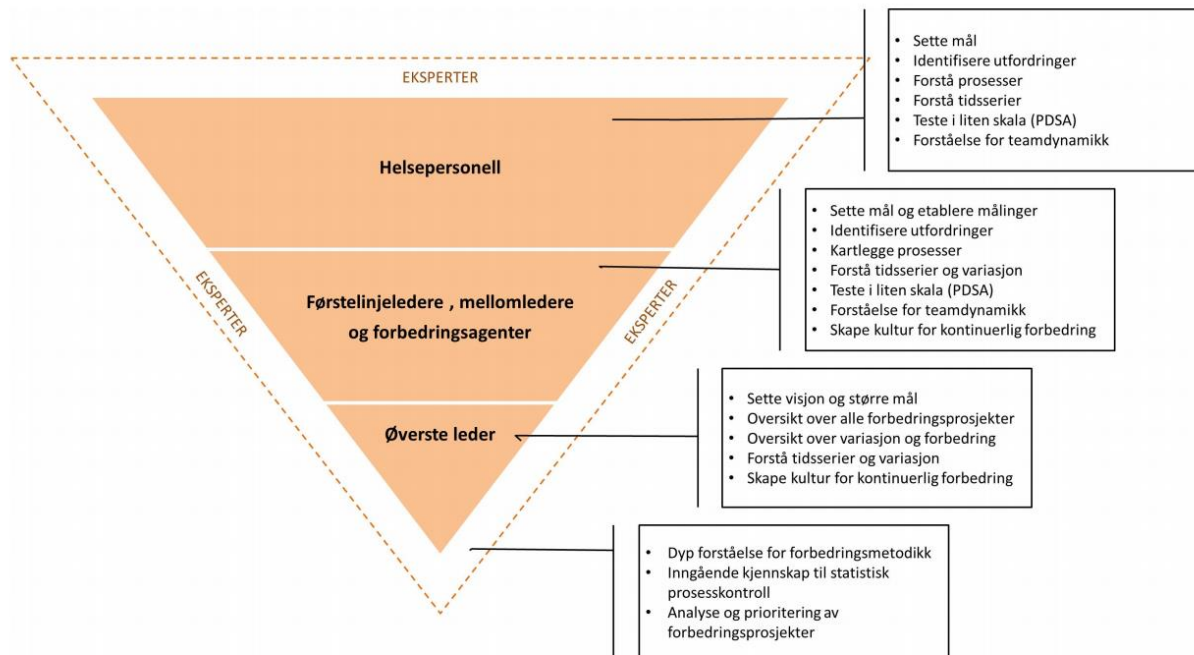 EKSPERTER
Helsepersonell
• Sette mål
• Identifisere utfordringer
• Forstå prosesser
• Forstå tidsserier
• Teste i liten skala (PDSA)
• Forståelse for teamdynamikk
EKSPERTER
EKSPERTER
Førstelinjeledere , mellomledere
og forbedringsagenter
• Sette mål og etablere målinger
• Identifisere utfordringer
• Kartlegge prosesser
• Forstå tidsserier og variasjon
• Teste i liten skala (PDSA)
• Forståelse for teamdynamikk
• Skape kultur for kontinuerlig forbedring
Øverste leder
• Sette visjon og større mål
• Oversikt over alle forbedringsprosjekter
• Oversikt over variasjon og forbedring
• Forstå tidsserier og variasjon
• Skape kultur for kontinuerlig forbedring
• Dyp forståelse for forbedringsmetodikk
• Inngående kjennskap til statistisk
prosesskontroll
• Analyse og prioritering av
forbedringsprosjekter